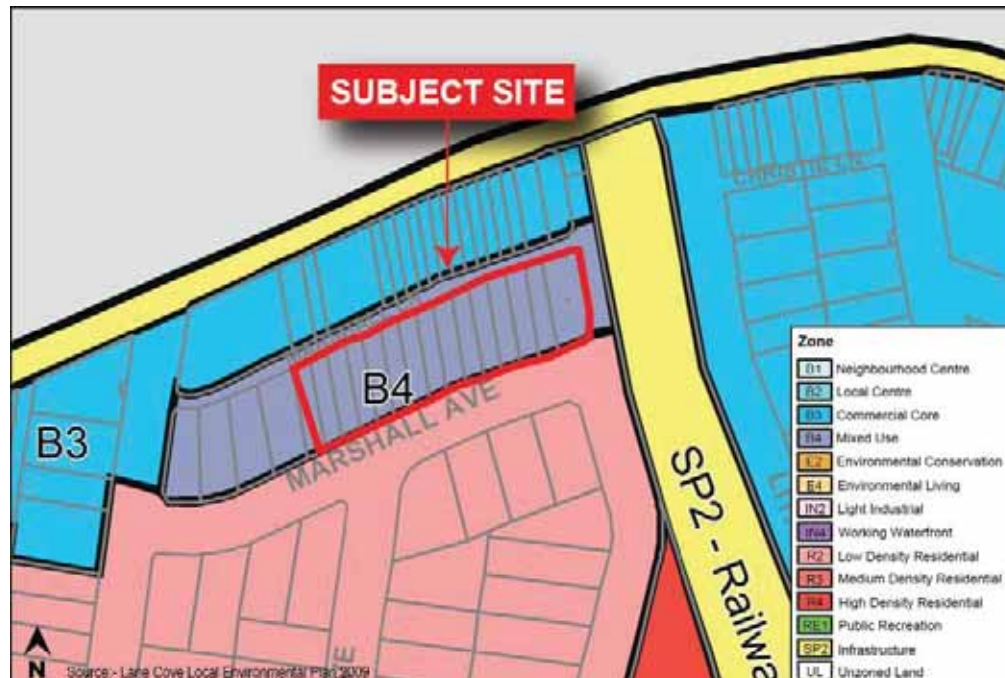 SUBJECT SITE
CHRISTIE LN
B4
B3
MARSHALL AVE
SP2 - Railwa
Zone
B1 Neighbourhood Centre
B2 Local Centre
B3 Commercial Core
B4 Mixed Use
E2 Environmental Conservation
E4 Environmental Living
IN2 Light Industrial
IN4 Working Waterfront
R2 Low Density Residential
R3 Medium Density Residential
R4 High Density Residential
RE1 Public Recreation
SP2 Infrastructure
UL Unzoned Land
N
Source:- Lane Cove Local Environmental Plan 2009